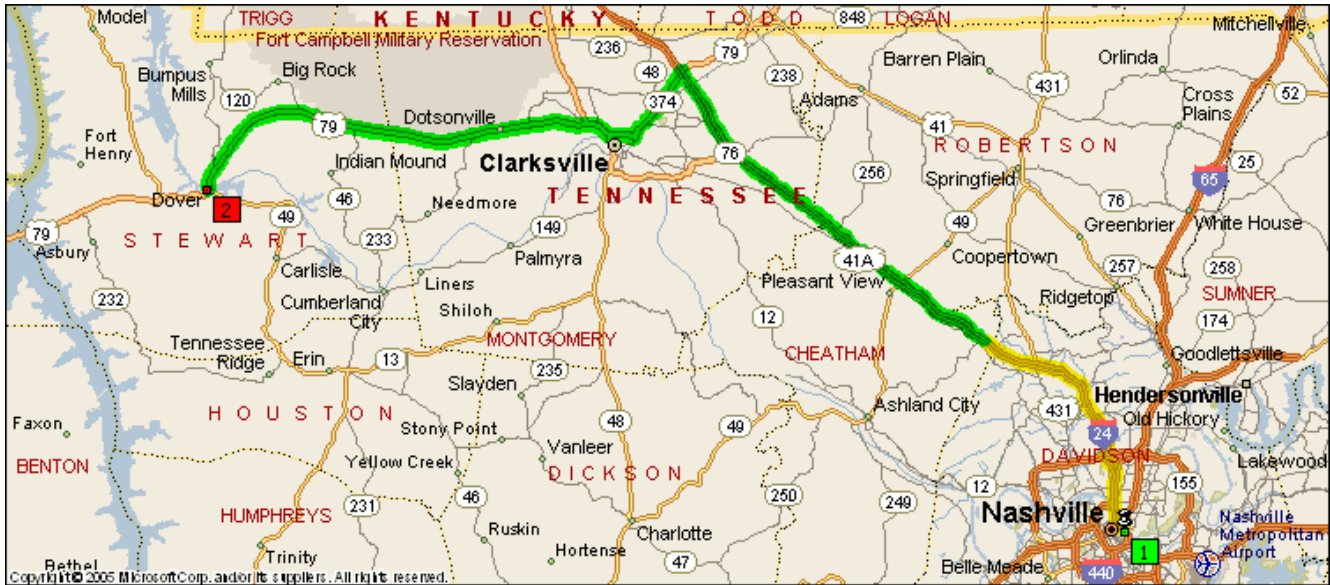 TRIGG
KENTUCKY
TODD
848
LOGAN
Mitchellville
Fort Campbell Military Reservation
236
79
Barren Plain
Orlinda
Bumpus
Mills
Big Rock
48
238
431
120
374
Adams
Cross
Plains
52
Fort
Henry
79
Dotsonville
41
ROBERTSON
Indian Mound
Clarksville
76
256
Springfield
25
65
Dover
2
TENNESSEE
46
Needmore
49
76
White House
79
49
STEWART
233
149
Greenbrier
Asbury
Carlisle
Palmyra
41A
Coopertown
257
258
Liners
Pleasant View
Ridgetop
SUMNER
232
Cumberland
City
Shiloh
12
174
Tennessee
Ridge
Erin
13
MONTGOMERY
CHEATHAM
Goodlettsville
235
Slayden
Hendersonville
HOUSTON
Ashland City
431
Old Hickory
Faxon
Stony Point
48
49
24
BENTON
Vanleer
DAVIDSON
Lakewood
Yellow Creek
DICKSON
12
155
231
46
250
249
HUMPHREYS
Nashville
Nashville
Metropolitan
Airport
Ruskin
Charlotte
1
Trinity
Hortense
47
Belle Meade
440
Bethel
Model
Copyright © 2005 Microsoft Corp. and/or its suppliers. All rights reserved.